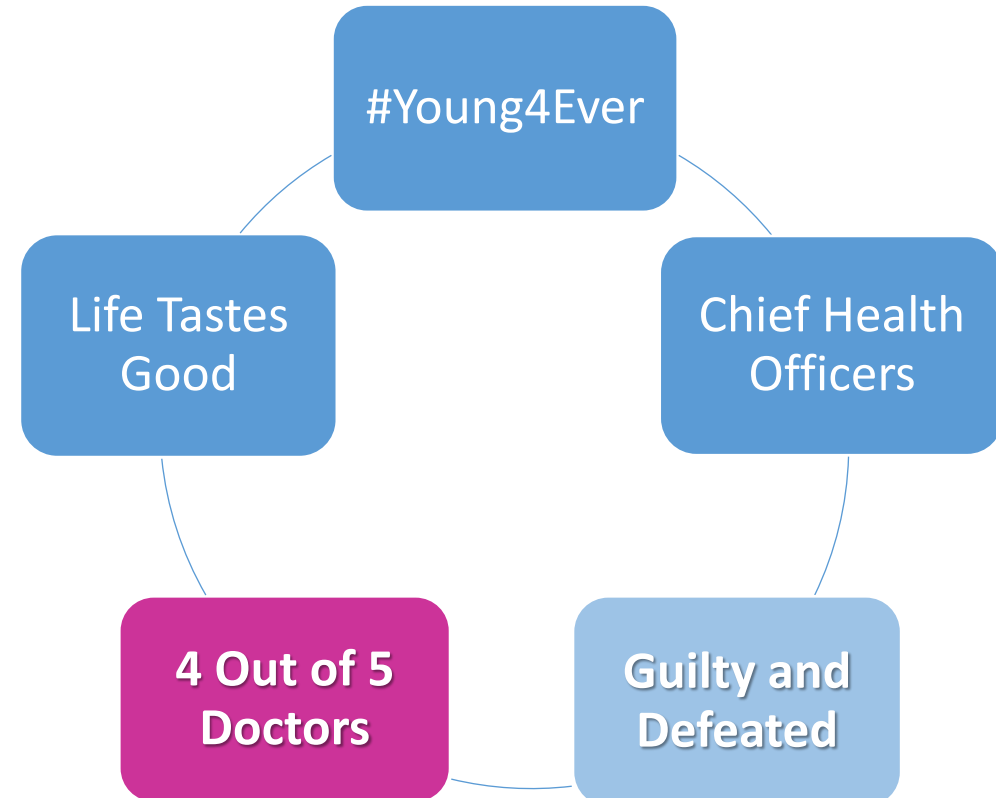 #Young4Ever
Life Tastes
Good
Chief Health
Officers
4 Out of 5
Doctors
Guilty and
Defeated